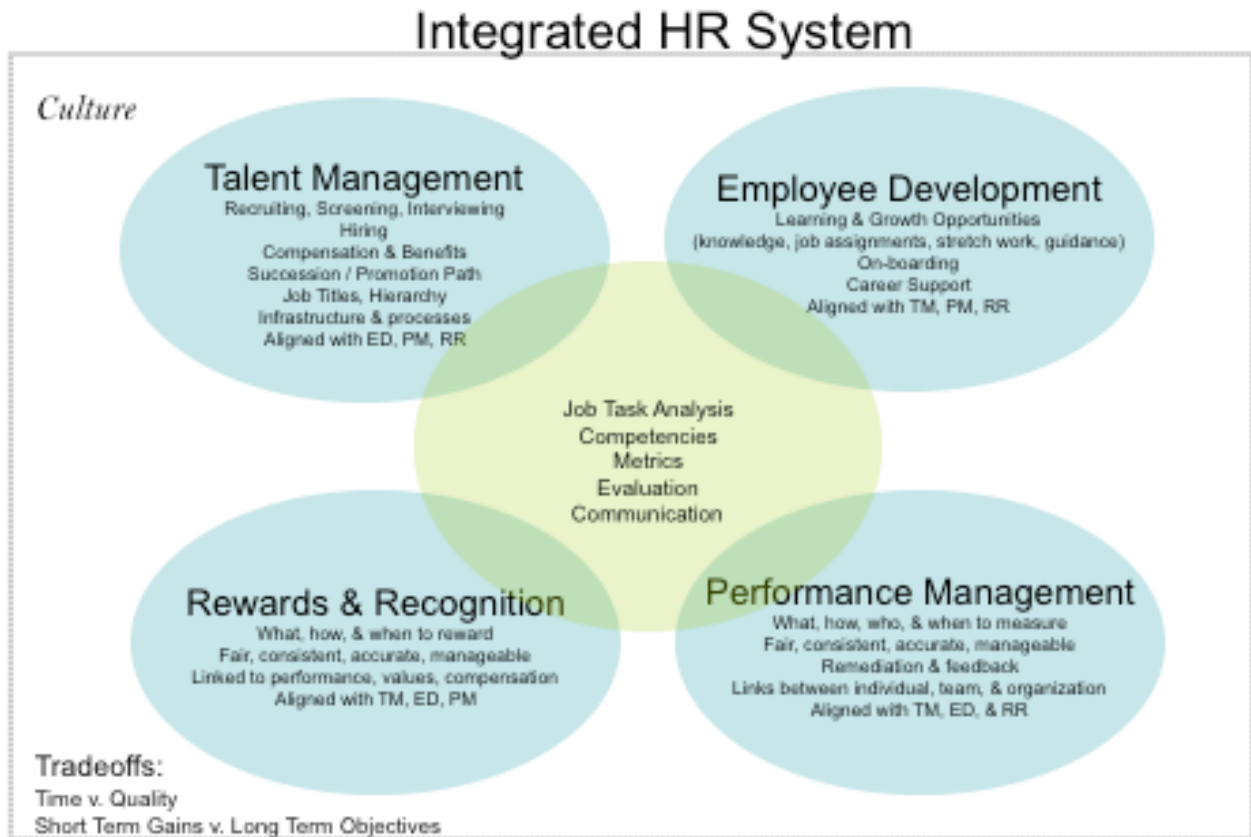 Integrated HR System
Culture
Talent Management
Recruiting, Screening, Interviewing
Hiring
Compensation & Benefits
Succession / Promotion Path
Job Titles, Hierarchy
Infrastructure & processes
Aligned with ED, PM, RR
Employee Development
Learning & Growth Opportunities
(knowledge, job assignments, stretch work, guidance)
On-boarding
Career Support
Aligned with TM, PM, RR
Job Task Analysis
Competencies
Metrics
Evaluation
Communication
Rewards & Recognition
What, how, & when to reward
Fair, consistent, accurate, manageable
Linked to performance, values, compensation
Aligned with TM, ED, PM
Performance Management
What, how, who, & when to measure
Fair, consistent, accurate, manageable
Remediation & feedback
Links between individual, team, & organization
Aligned with TM, ED, & RR
Tradeoffs:
Time v. Quality
Short Term Gains v. Long Term Objectives